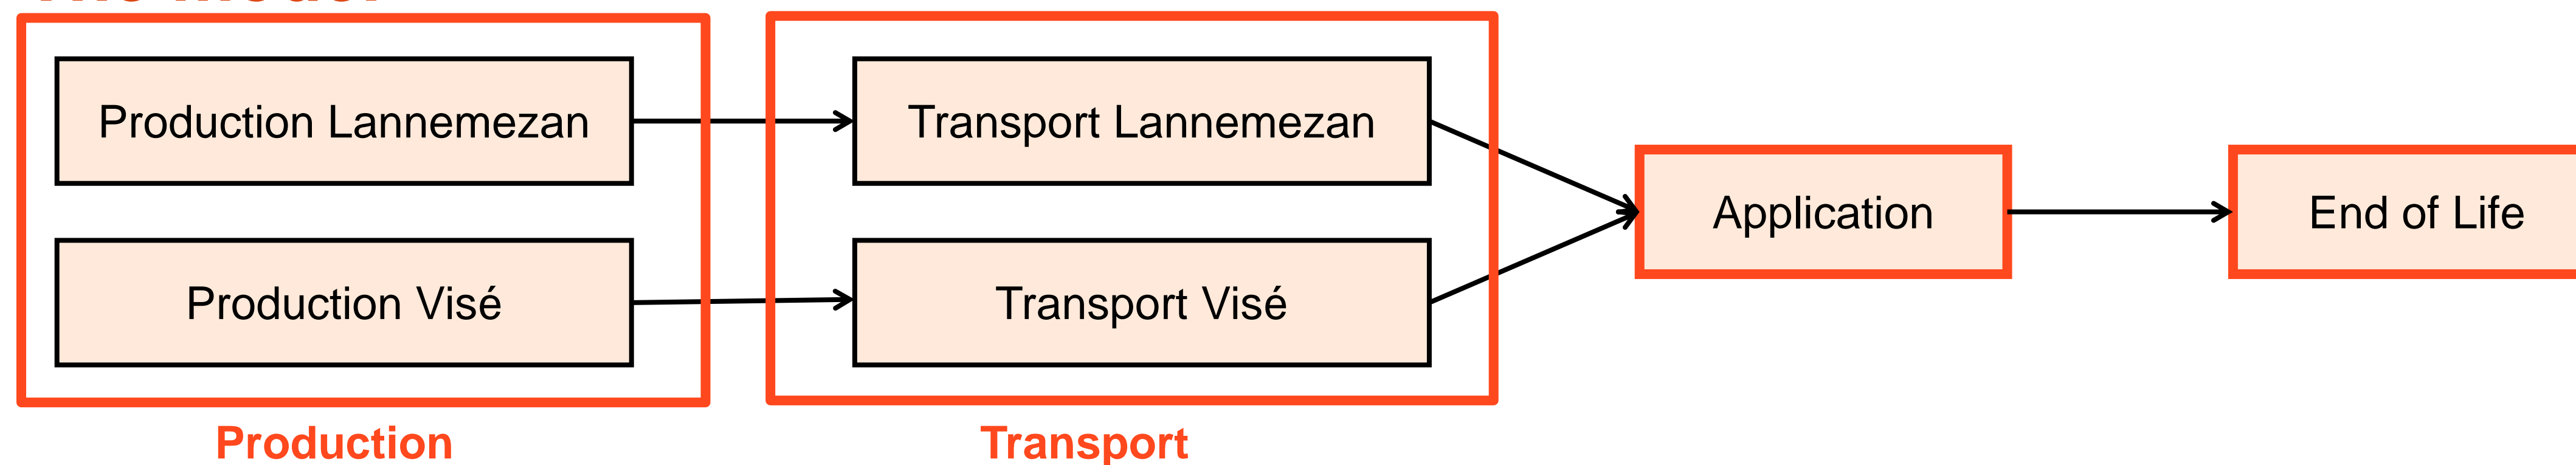 Production Lannemezan
Transport Lannemezan
Application
End of Life
Production Visé
Transport Visé
Production
Transport